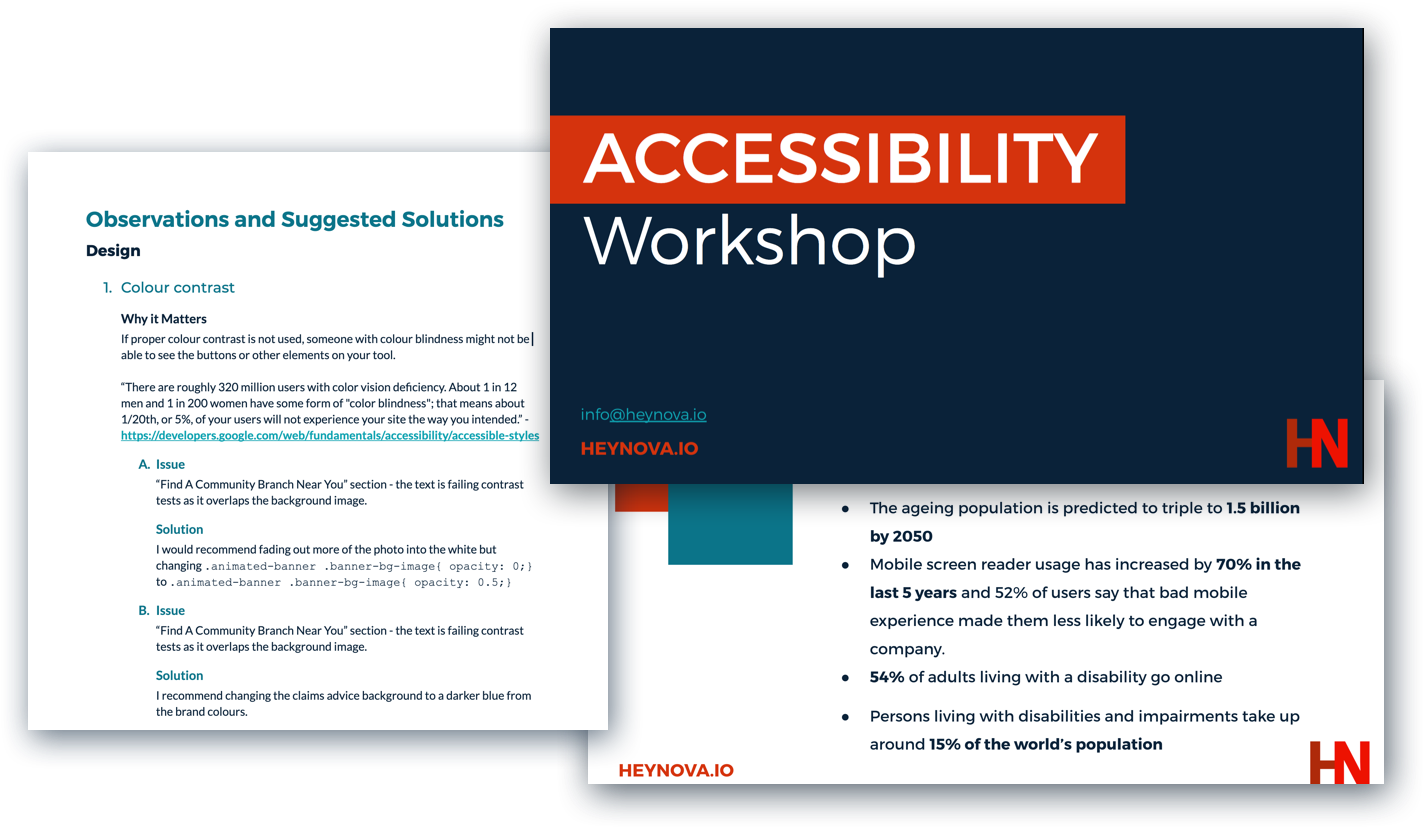 ACCESSIBILITY
Workshop
info@heynova.io
HEYNOVA.IO
HN
Observations and Suggested Solutions
Design
1. Colour contrast
Why it Matters
If proper colour contrast is not used, someone with colour blindness might not be
able to see the buttons or other elements on your tool.
“There are roughly 320 million users with color vision deficiency. About 1 in 12
men and 1 in 200 women have some form of "color blindness"; that means about
1/20th, or 5%, of your users will not experience your site the way you intended.” -
https://developers.google.com/web/fundamentals/accessibility/accessible-styles
A. Issue
“Find A Community Branch Near You” section - the text is failing contrast
tests as it overlaps the background image.
Solution
I would recommend fading out more of the photo into the white but
changing .animated-banner .banner-bg-image{ opacity: 0;}
to .animated-banner .banner-bg-image{ opacity: 0.5;}
B. Issue
“Find A Community Branch Near You” section - the text is failing contrast
tests as it overlaps the background image.
Solution
I recommend changing the claims advice background to a darker blue from
the brand colours.
● The ageing population is predicted to triple to 1.5 billion
by 2050
● Mobile screen reader usage has increased by 70% in the
last 5 years and 52% of users say that bad mobile
experience made them less likely to engage with a
company.
● 54% of adults living with a disability go online
● Persons living with disabilities and impairments take up
around 15% of the world’s population
HEYNOVA.IO
HN